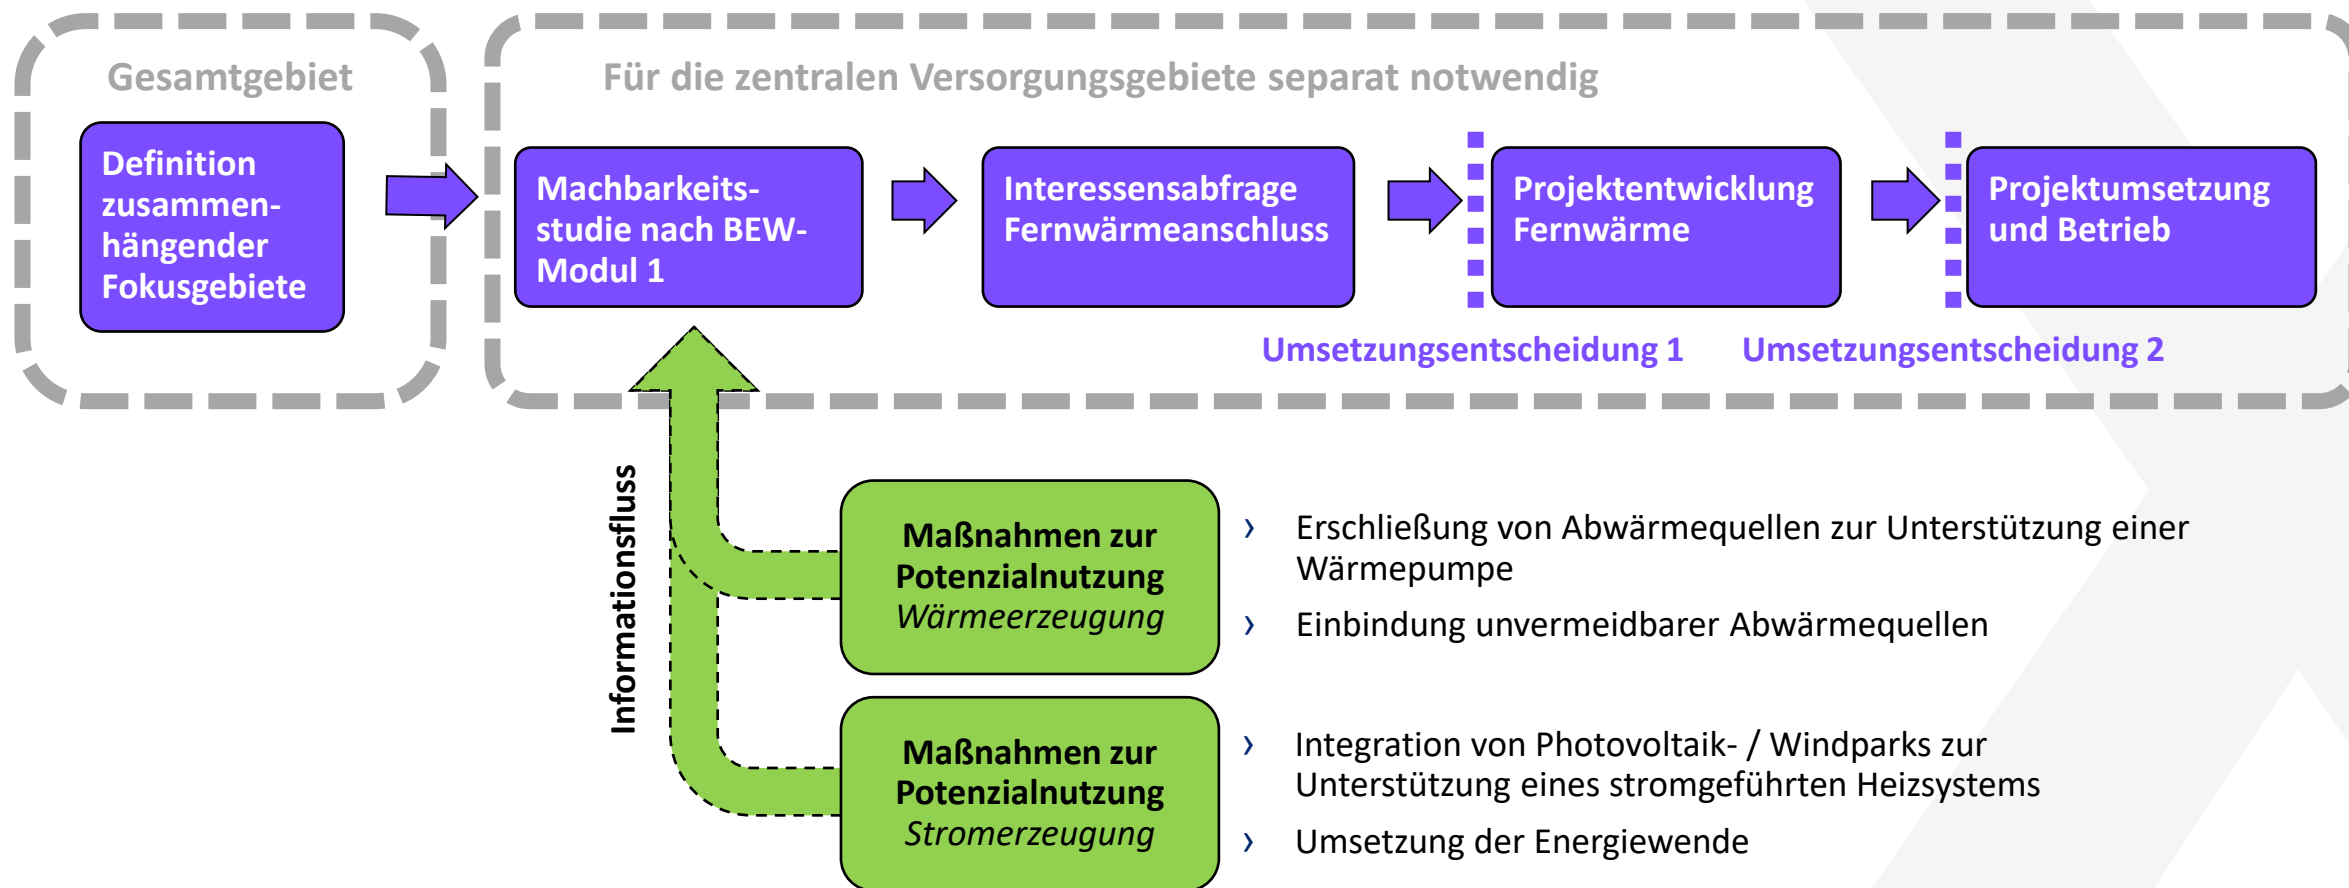 Gesamtgebiet
Für die zentralen Versorgungsgebiete separat notwendig
Definition
zusammen-
hängender
Fokusgebiete
Machbarkeits-
studie nach BEW-
Modul 1
Interessensabfrage
Fernwärmeanschluss
Projektentwicklung
Fernwärme
Projektumsetzung
und Betrieb
Umsetzungsentscheidung 1
Umsetzungsentscheidung 2
Informationsfluss
Maßnahmen zur
Potenzialnutzung
Wärmeerzeugung
› Erschließung von Abwärmequellen zur Unterstützung einer
Wärmepumpe
› Einbindung unvermeidbarer Abwärmequellen
Maßnahmen zur
Potenzialnutzung
Stromerzeugung
› Integration von Photovoltaik- / Windparks zur
Unterstützung eines stromgeführten Heizsystems
› Umsetzung der Energiewende